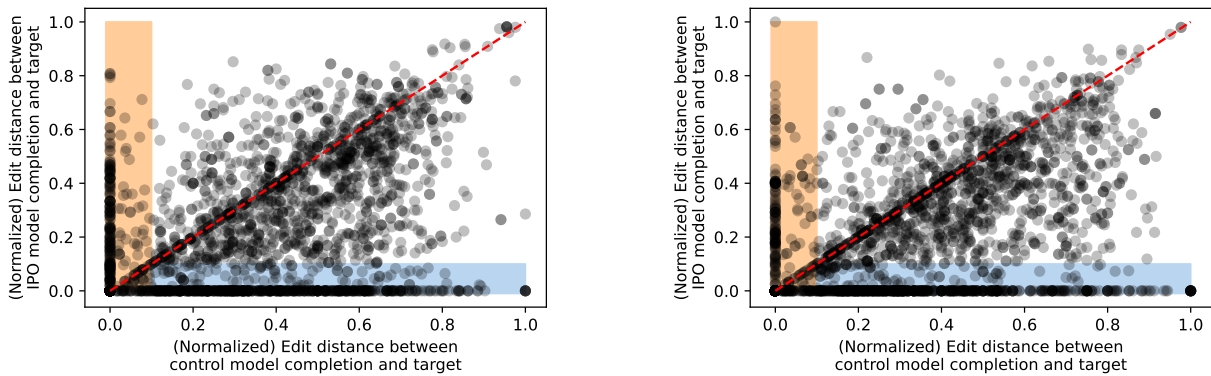 (Normalized) Edit distance between
IPO model completion and target
1.0
0.8
0.6
0.4
0.2
0.0
0.0 0.2 0.4 0.6 0.8 1.0
(Normalized) Edit distance between
control model completion and target
(Normalized) Edit distance between
IPO model completion and target
1.0
0.8
0.6
0.4
0.2
0.0
0.0 0.2 0.4 0.6 0.8 1.0
(Normalized) Edit distance between
control model completion and target